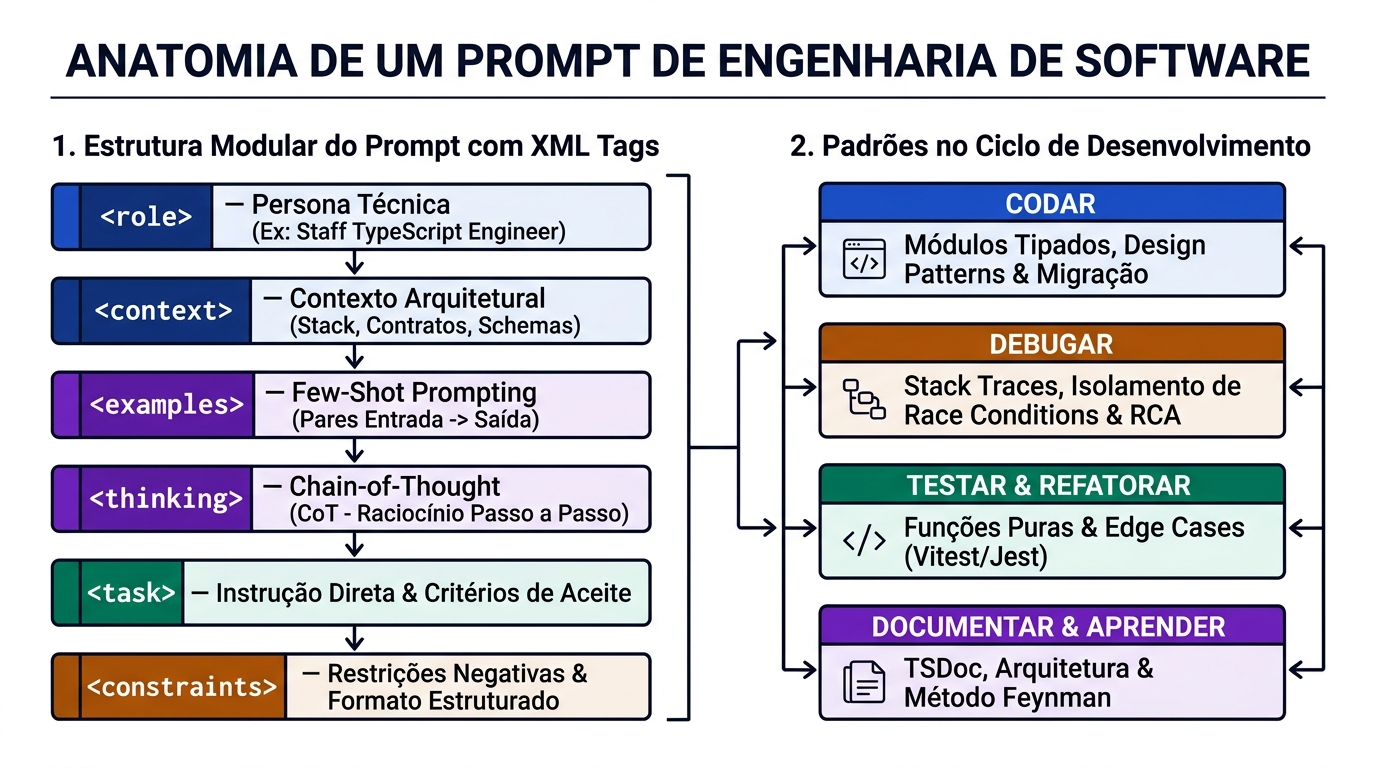 ANATOMIA DE UM PROMPT DE ENGENHARIA DE SOFTWARE
1. Estrutura Modular do Prompt com XML Tags
<role>
— Persona Técnica
(Ex: Staff TypeScript Engineer)
<context>
— Contexto Arquitetural
(Stack, Contratos, Schemas)
<examples>
— Few-Shot Prompting
(Pares Entrada -> Saída)
<thinking>
— Chain-of-Thought
(CoT - Raciocínio Passo a Passo)
<task>
— Instrução Direta & Critérios de Aceite
<constraints>
— Restrições Negativas &
Formato Estruturado
2. Padrões no Ciclo de Desenvolvimento
CODAR
</>
Módulos Tipados, Design
Patterns & Migração
DEBUGAR
Stack Traces, Isolamento de
Race Conditions & RCA
TESTAR & REFATORAR
</>
Funções Puras & Edge Cases
(Vitest/Jest)
DOCUMENTAR & APRENDER
TSDoc, Arquitetura &
Método Feynman